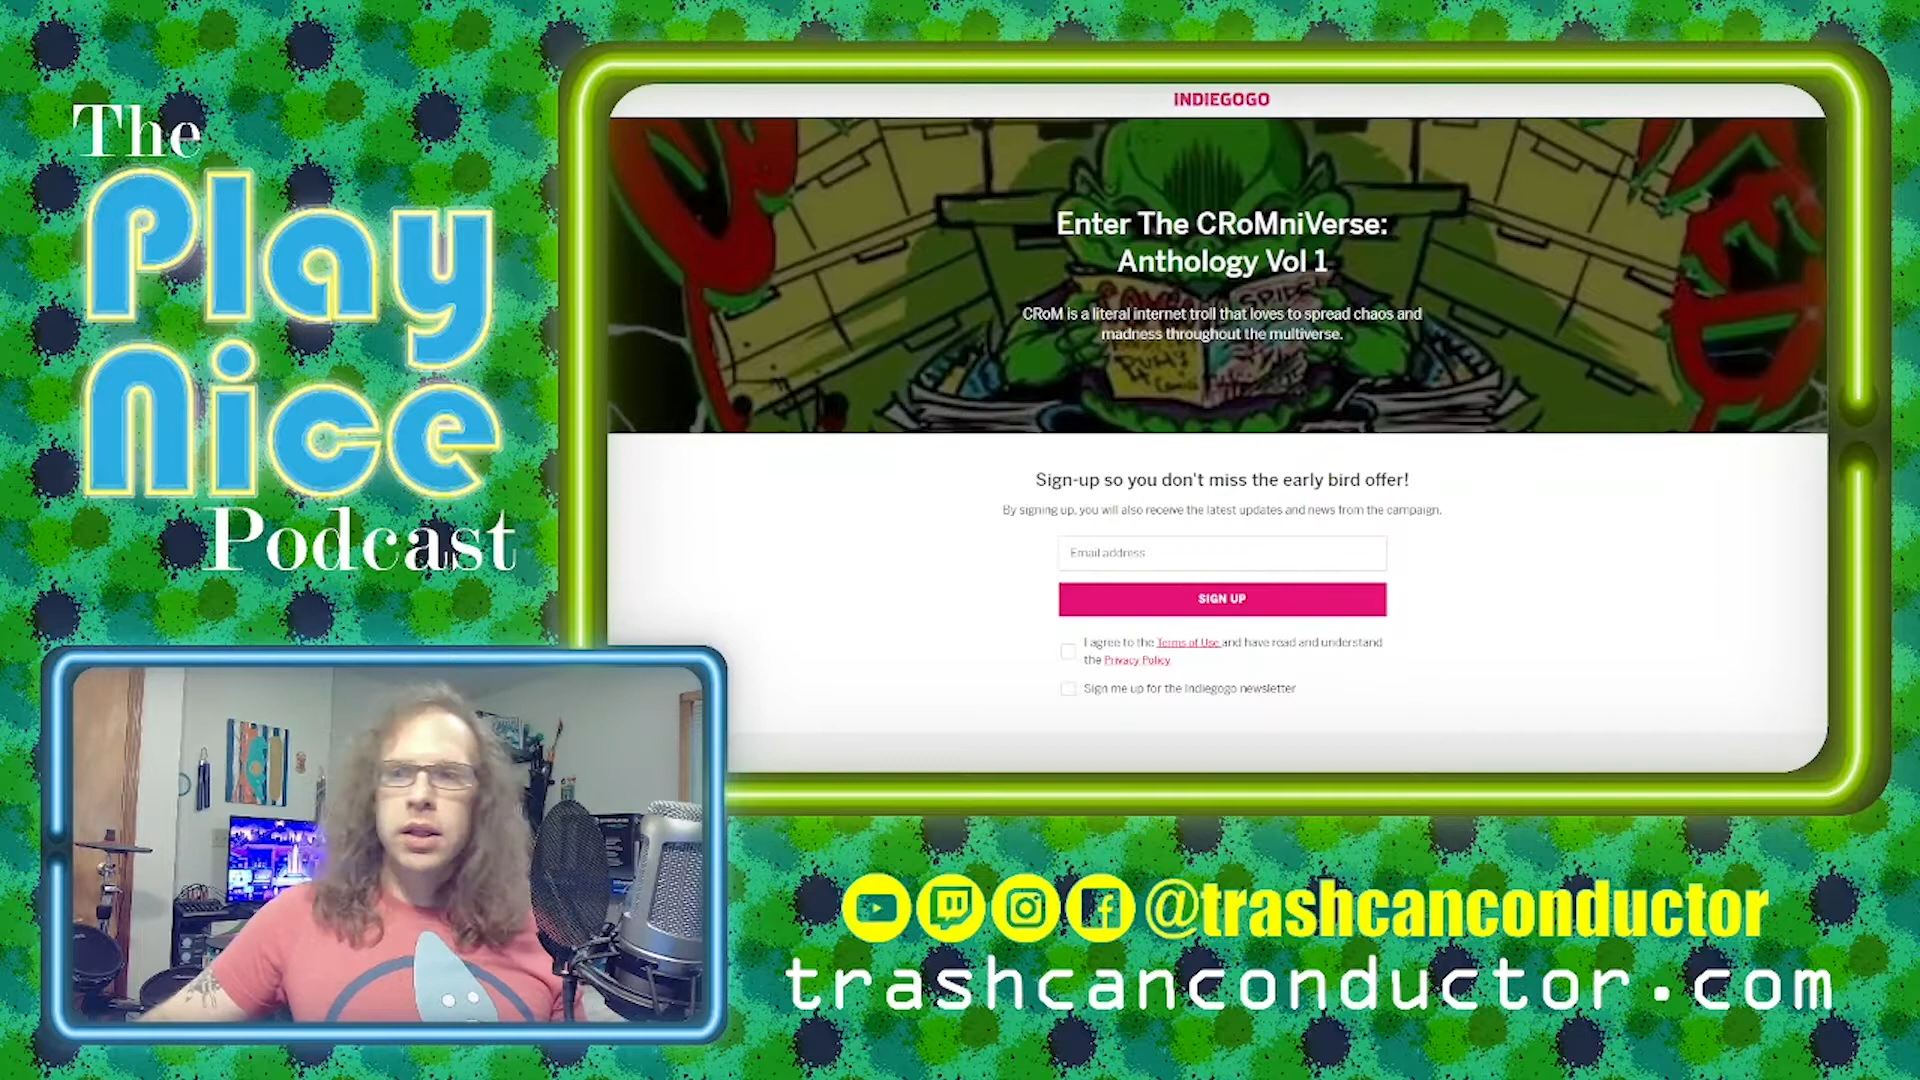 The
Play
Nice
Podcast
INDIEGOGO
Enter The CRoMniVerse:
Anthology Vol 1
CRoM is a literal internet troll that loves to spread chaos and
madness throughout the multiverse.
Sign-up so you don't miss the early bird offer!
By signing up, you will also receive the latest updates and news from the campaign.
Email address
SIGN UP
I agree to the Terms of Use and have read and understand
the Privacy Policy
Sign me up for the Indiegogo newsletter
@trashcanconductor
trashcanconductor.com